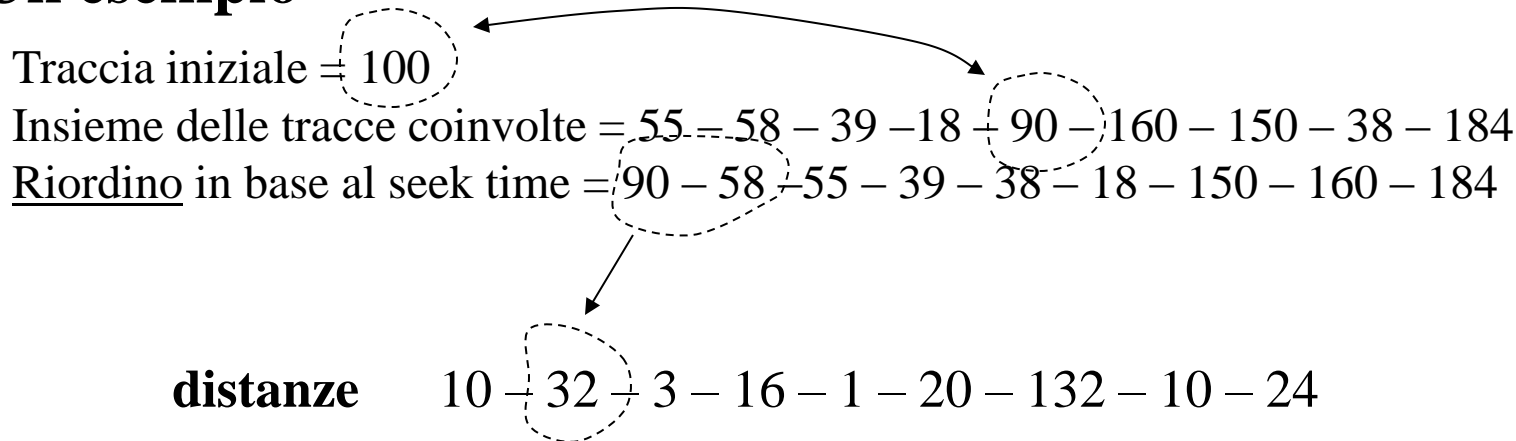 Un esempio
Traccia iniziale = 100
Insieme delle tracce coinvolte = 55 – 58 – 39 –18 – 90 – 160 – 150 – 38 – 184
Riordino in base al seek time = 90 – 58 –55 – 39 – 38 – 18 – 150 – 160 – 184
distanze 10 – 32 – 3 – 16 – 1 – 20 – 132 – 10 – 24